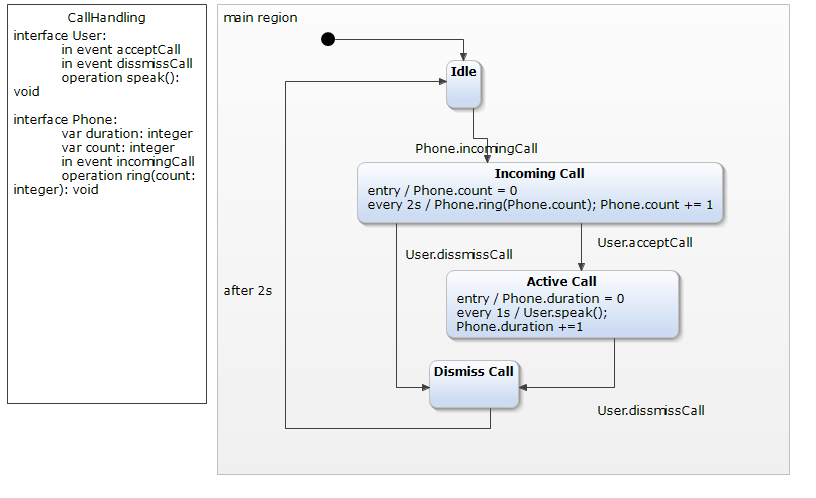 CallHandling
interface User:
in event acceptCall
in event dissmissCall
operation speak():
void
interface Phone:
var duration: integer
var count: integer
in event incomingCall
operation ring(count:
integer): void
main region
Idle
Phone.incomingCall
Incoming Call
entry / Phone.count = 0
every 2s / Phone.ring(Phone.count); Phone.count += 1
User.acceptCall
User.dissmissCall
Active Call
entry / Phone.duration = 0
every 1s / User.speak();
Phone.duration +=1
after 2s
Dismiss Call
User.dissmissCall